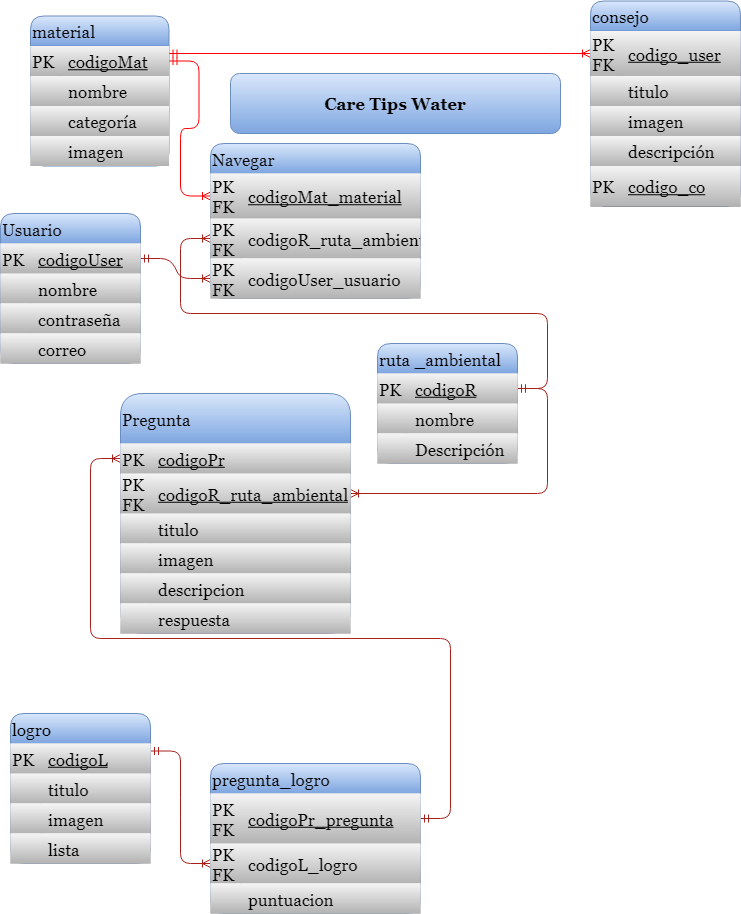 material
PK codigoMat
nombre
categoría
imagen
consejo
PK
FK codigo_user
titulo
imagen
descripción
PK codigo_co
Care Tips Water
Navegar
PK
FK codigoMat_material
PK
FK codigoR_ruta_ambien
PK
FK codigoUser_usuario
Usuario
PK codigoUser
nombre
contraseña
correo
ruta _ambiental
PK codigoR
nombre
Descripción
Pregunta
PK codigoPr
PK
FK codigoR_ruta_ambiental
titulo
imagen
descripcion
respuesta
logro
PK codigoL
titulo
imagen
lista
pregunta_logro
PK
FK codigoPr_pregunta
PK
FK codigoL_logro
puntuacion